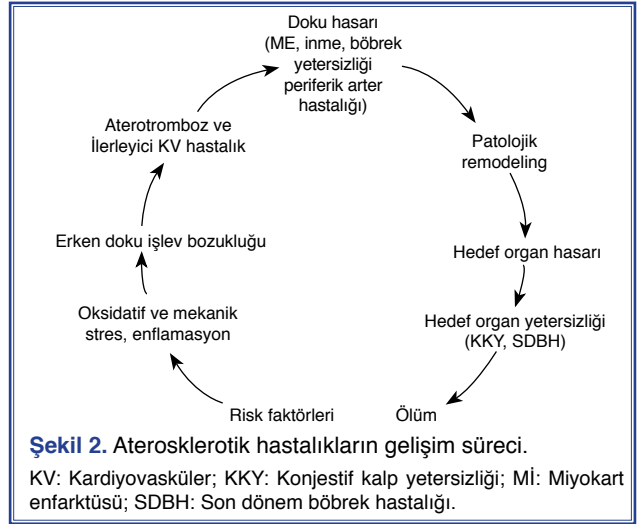 Doku hasarı
(ME, inme, böbrek
yetersizliği
periferik arter
hastalığı)
Aterotromboz ve
İlerleyici KV hastalık
Patolojik
remodeling
Erken doku işlev bozukluğu
Hedef organ hasarı
Oksidatif ve mekanik
stres, enflamasyon
Hedef organ yetersizliği
(KKY, SDBH)
Risk faktörleri
Ölüm
Şekil 2. Aterosklerotik hastalıkların gelişim süreci.
KV: Kardiyovasküler; KKY: Konjestif kalp yetersizliği; Mİ: Miyokart
enfarktüsü; SDBH: Son dönem böbrek hastalığı.